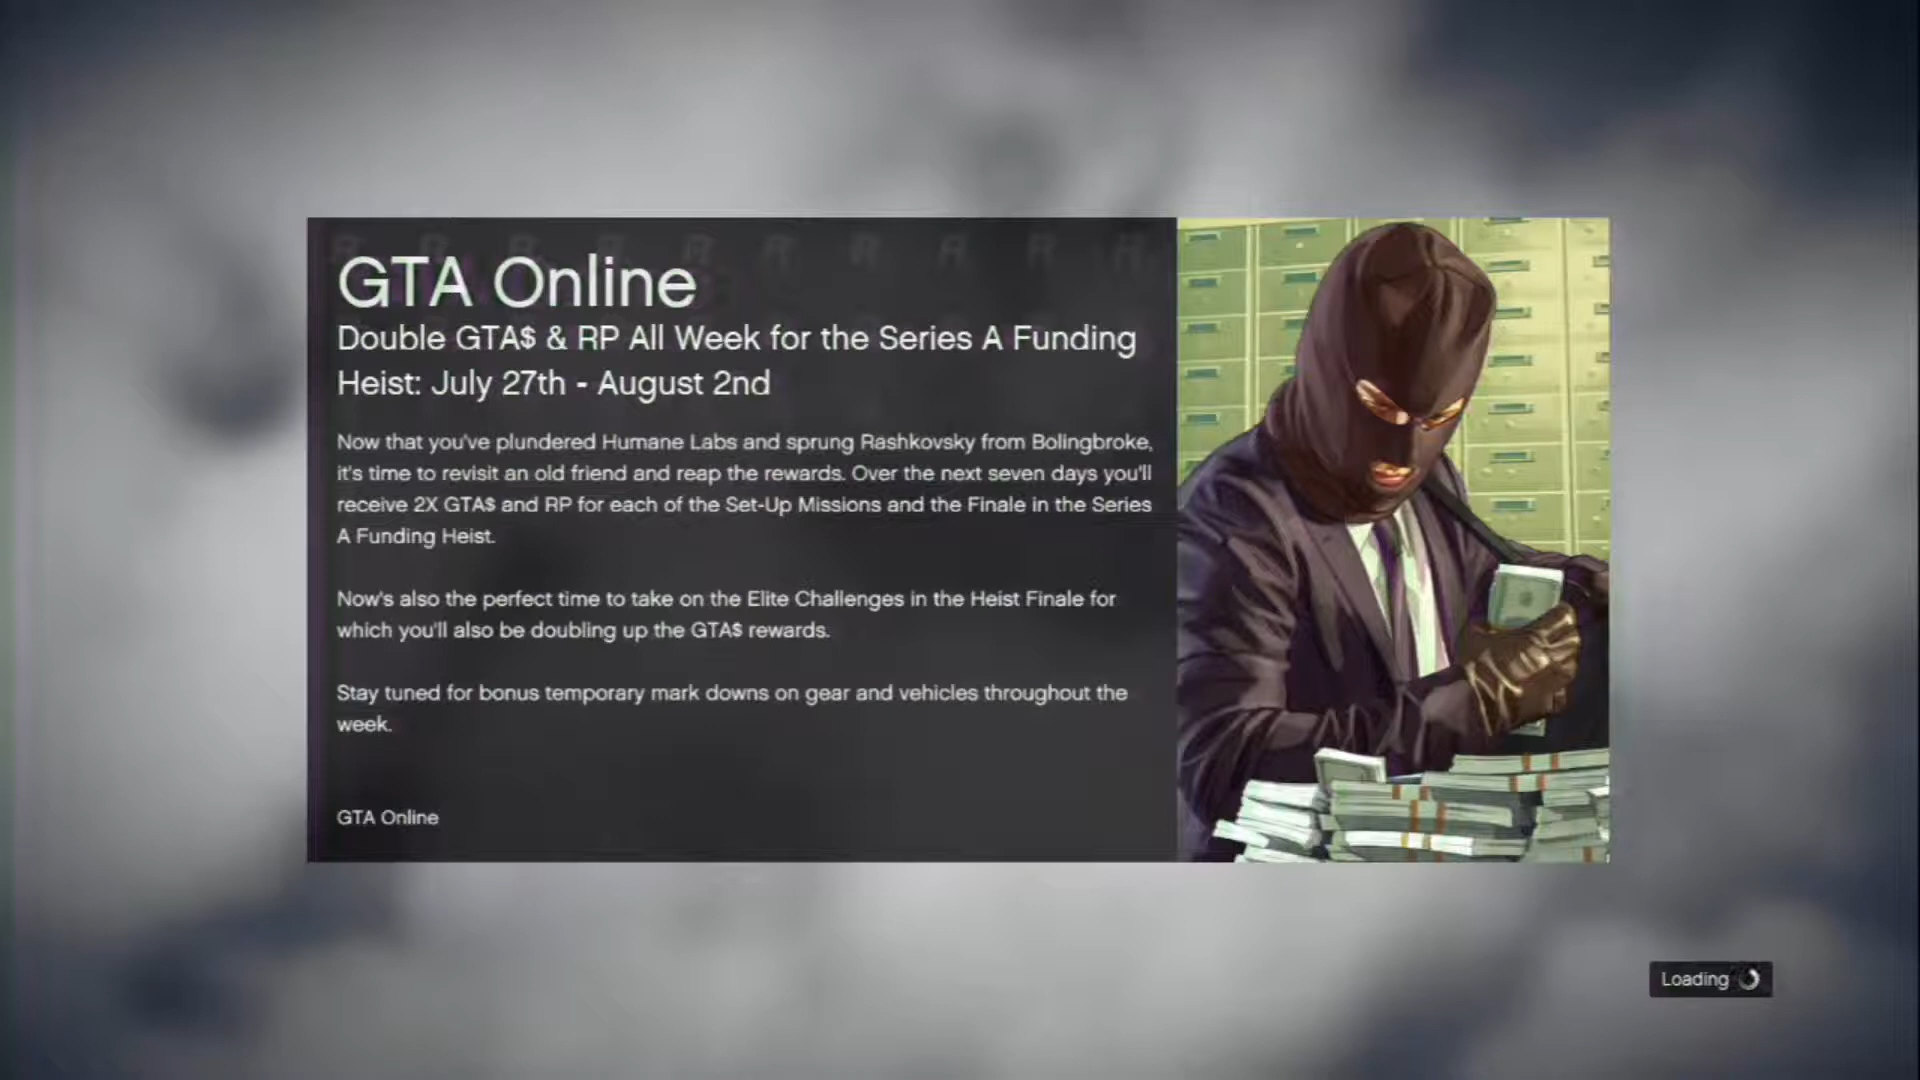 GTA Online
Double GTA$ & RP All Week for the Series A Funding
Heist: July 27th - August 2nd
Now that you've plundered Humane Labs and sprung Rashkovsky from Bolingbroke,
it's time to revisit an old friend and reap the rewards. Over the next seven days you'll
receive 2X GTA$ and RP for each of the Set-Up Missions and the Finale in the Series
A Funding Heist.
Now's also the perfect time to take on the Elite Challenges in the Heist Finale for
which you'll also be doubling up the GTA$ rewards.
Stay tuned for bonus temporary mark downs on gear and vehicles throughout the
week.
GTA Online
Loading